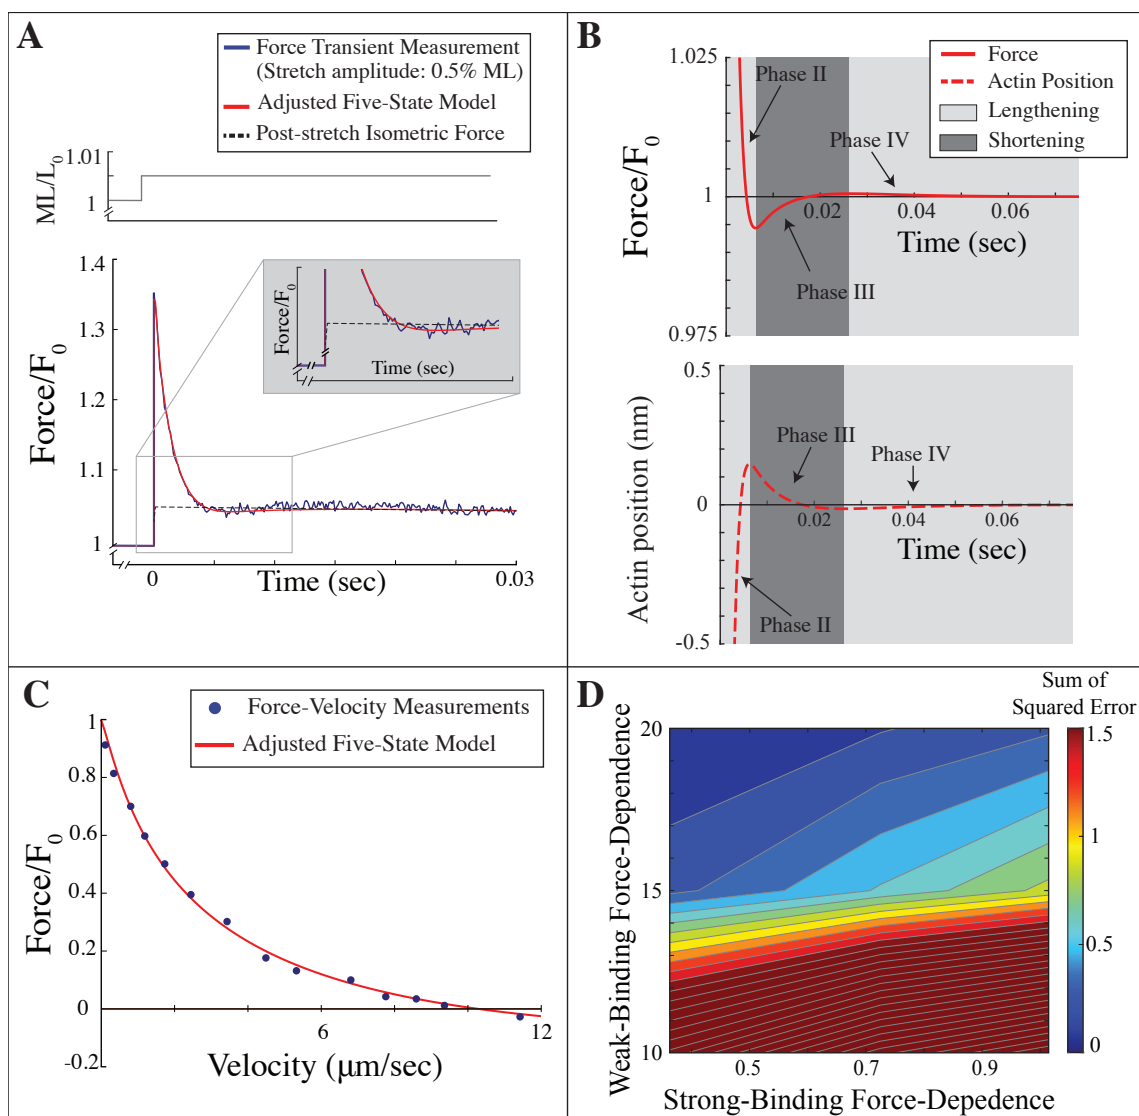 A
Force Transient Measurement
(Stretch amplitude: 0.5% ML)
Adjusted Five-State Model
Post-stretch Isometric Force
ML/L0
1.01
1
Force/F0
1.4
1.3
1.2
1.1
1
0
Time (sec)
0.03
Force/F0
Time (sec)
B
Force
Actin Position
Lengthening
Shortening
Force/F0
1.025
1
0.975
Phase II
Phase IV
Phase III
0.02
0.04
0.06
Time (sec)
Actin position (nm)
0.5
0
-0.5
Phase III
Phase IV
Phase II
0.02
0.04
0.06
Time (sec)
C
Force-Velocity Measurements
Adjusted Five-State Model
Force/F0
1
0.8
0.6
0.4
0.2
0
-0.2
6
12
Velocity (μm/sec)
D
Sum of
Squared Error
Weak-Binding Force-Dependence
20
15
10
0.5
0.7
0.9
Strong-Binding Force-Depedence
1.5
1
0.5
0